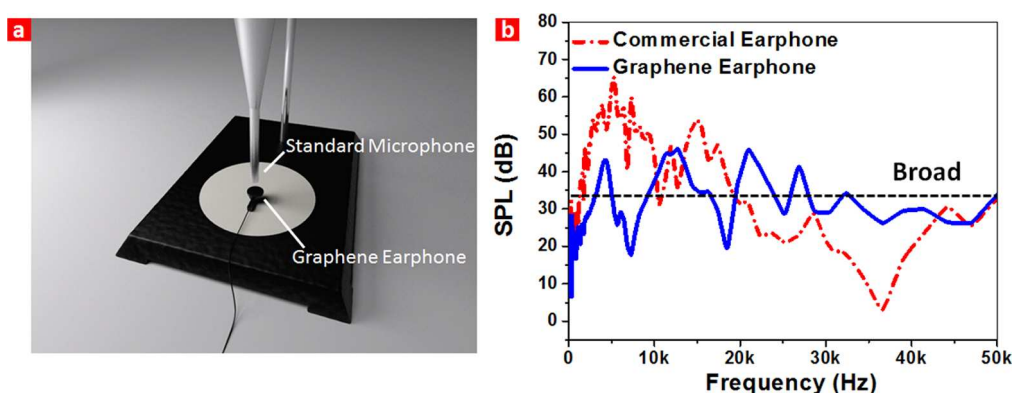 a
Standard Microphone
Graphene Earphone
b
80
70
60
50
40
30
20
10
0
SPL (dB)
Commercial Earphone
Graphene Earphone
Broad
0 10k 20k 30k 40k 50k
Frequency (Hz)